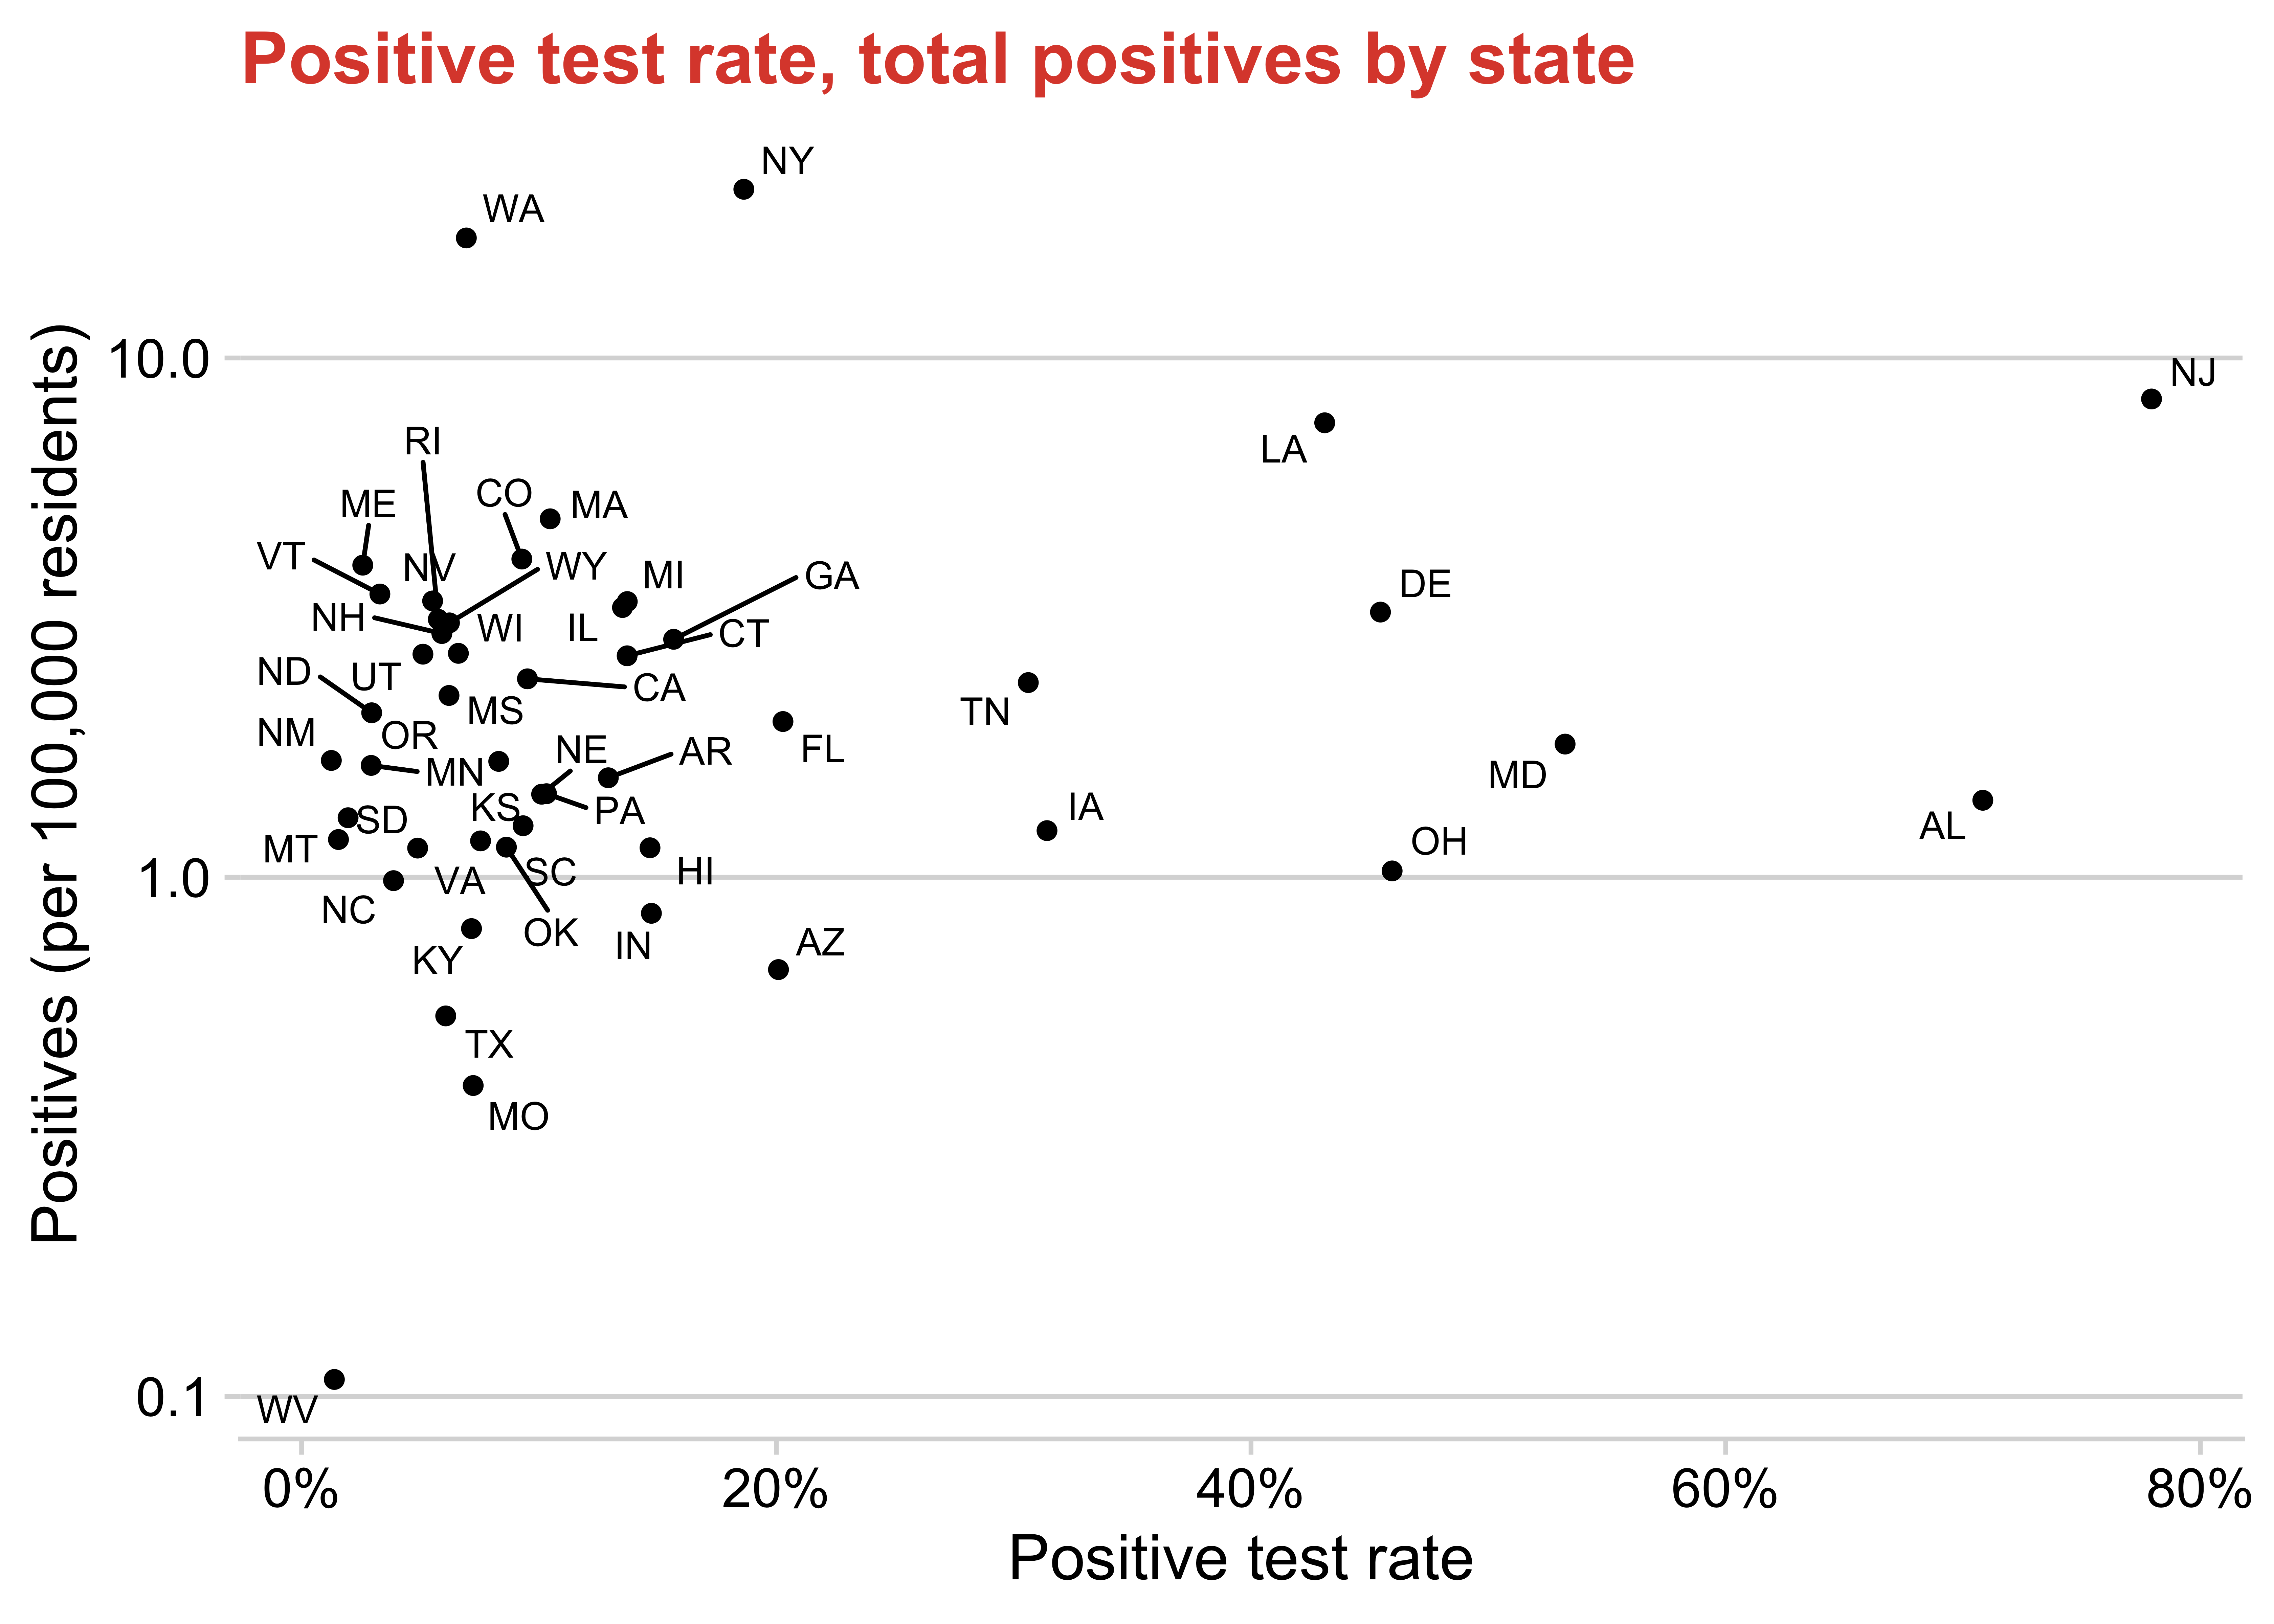 Positive test rate, total positives by state
NY
WA
10.0
NJ
RI
LA
CO
MA
ME
VT
NV
WY
MI
GA
DE
NH
WI
IL
CT
ND
UT
CA
MS
TN
NM
OR
NE
AR
FL
MN
MD
KS
PA
IA
SD
AL
MT
OH
1.0
VA
SC
HI
NC
OK
IN
AZ
KY
TX
MO
0.1
WV
0%
20%
40%
60%
80%
Positive test rate
Positives (per 100,000 residents)